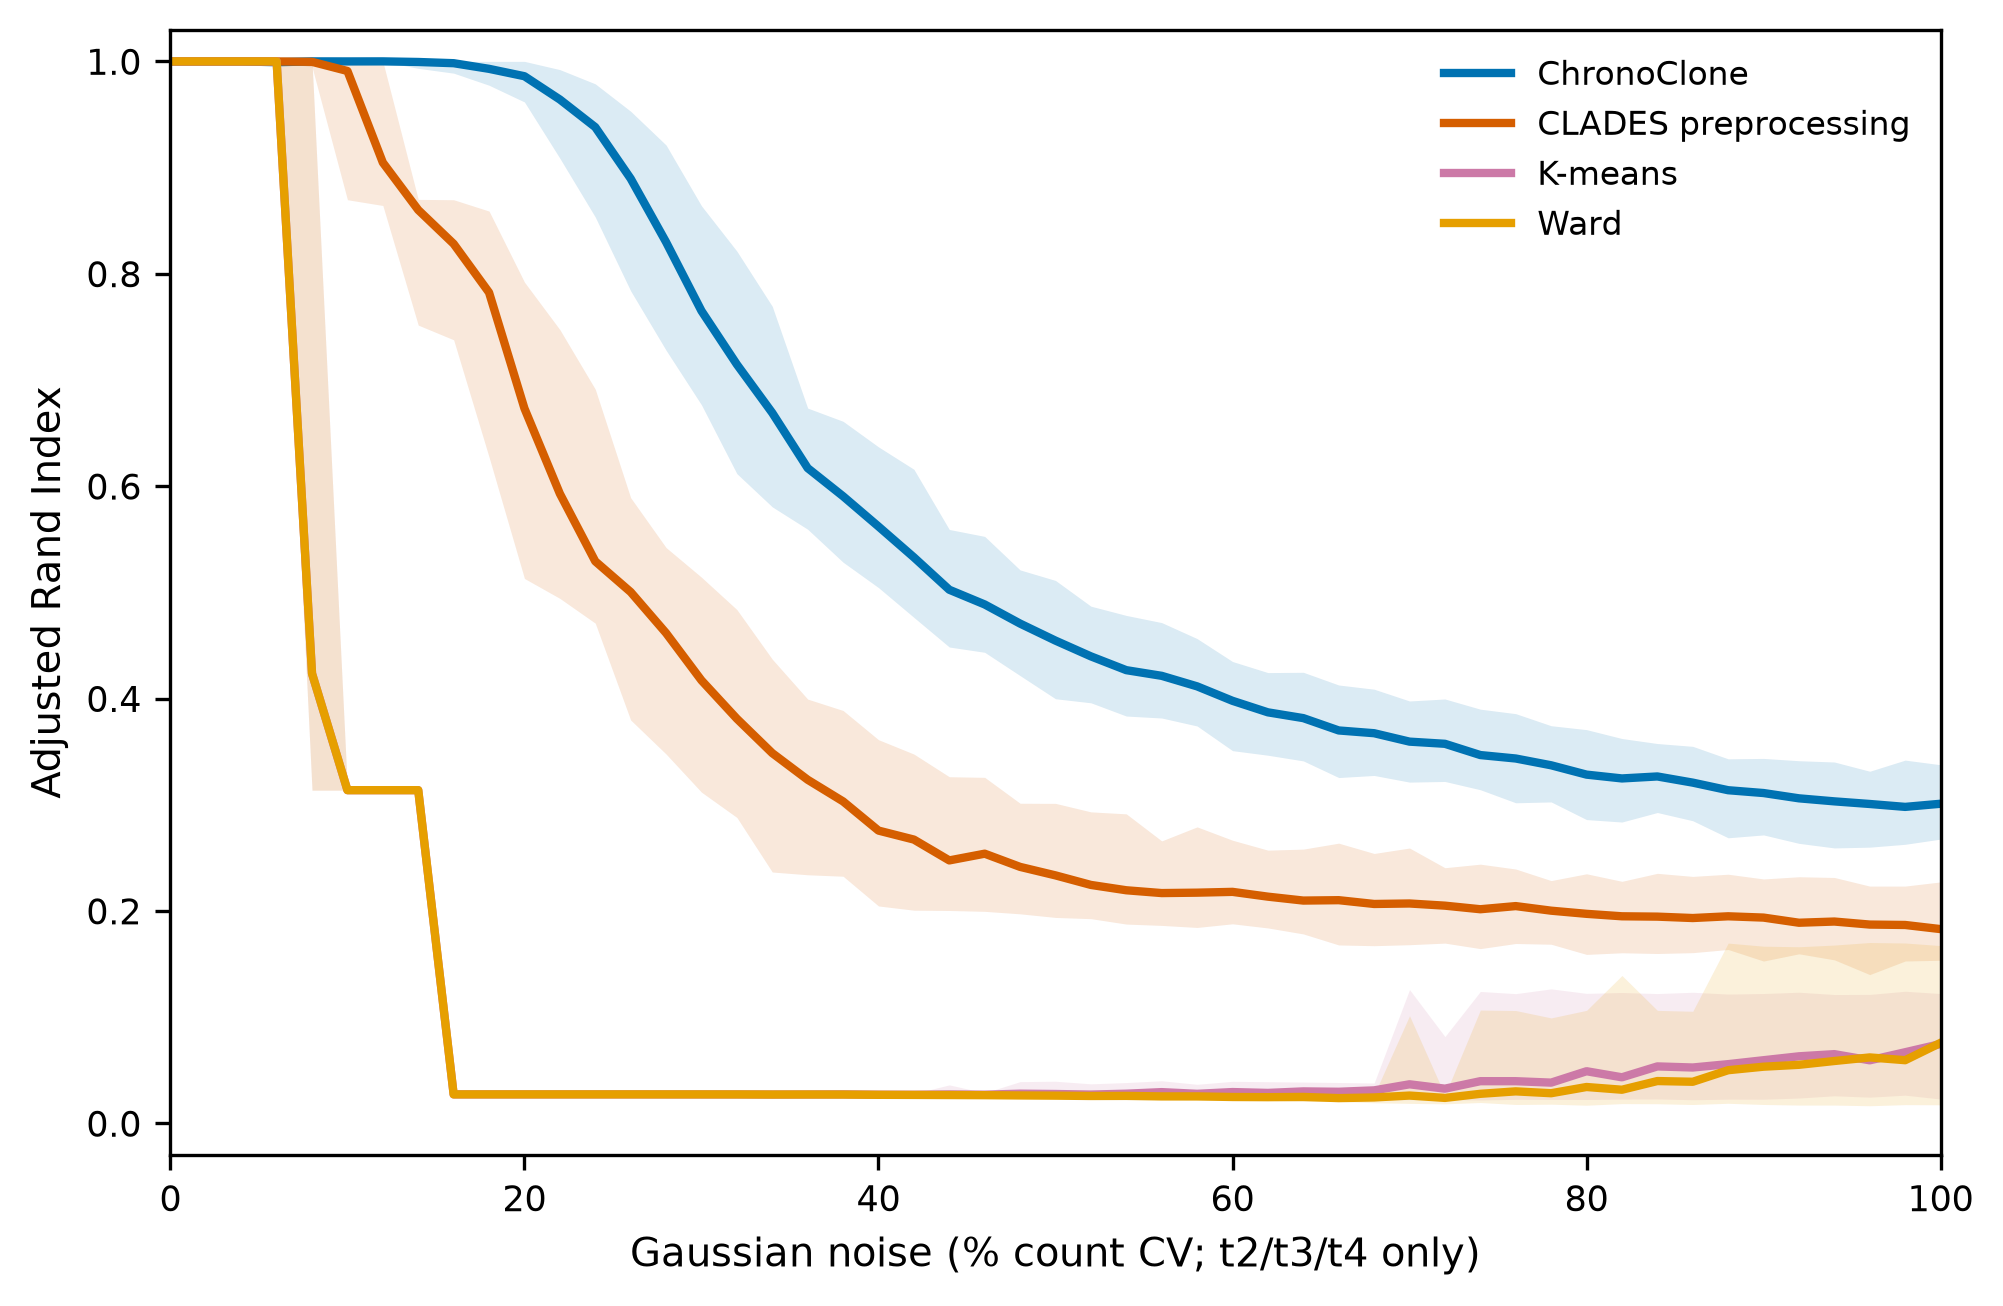 ChronoClone
CLADES preprocessing
K-means
Ward
Adjusted Rand Index
1.0
0.8
0.6
0.4
0.2
0.0
0 20 40 60 80 100
Gaussian noise (% count CV; t2/t3/t4 only)